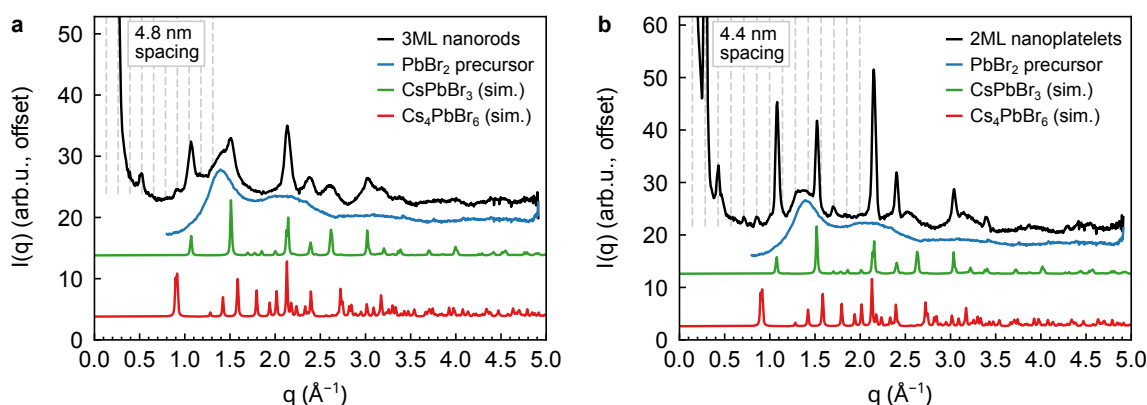 a
4.8 nm
spacing
3ML nanorods
PbBr₂ precursor
CsPbBr₃ (sim.)
Cs₄PbBr₆ (sim.)
I(q) (arb.u., offset)
50
40
30
20
10
0
0.0 0.5 1.0 1.5 2.0 2.5 3.0 3.5 4.0 4.5 5.0
q (Å⁻¹)
b
4.4 nm
spacing
2ML nanoplatelets
PbBr₂ precursor
CsPbBr₃ (sim.)
Cs₄PbBr₆ (sim.)
I(q) (arb.u., offset)
60
50
40
30
20
10
0
0.0 0.5 1.0 1.5 2.0 2.5 3.0 3.5 4.0 4.5 5.0
q (Å⁻¹)